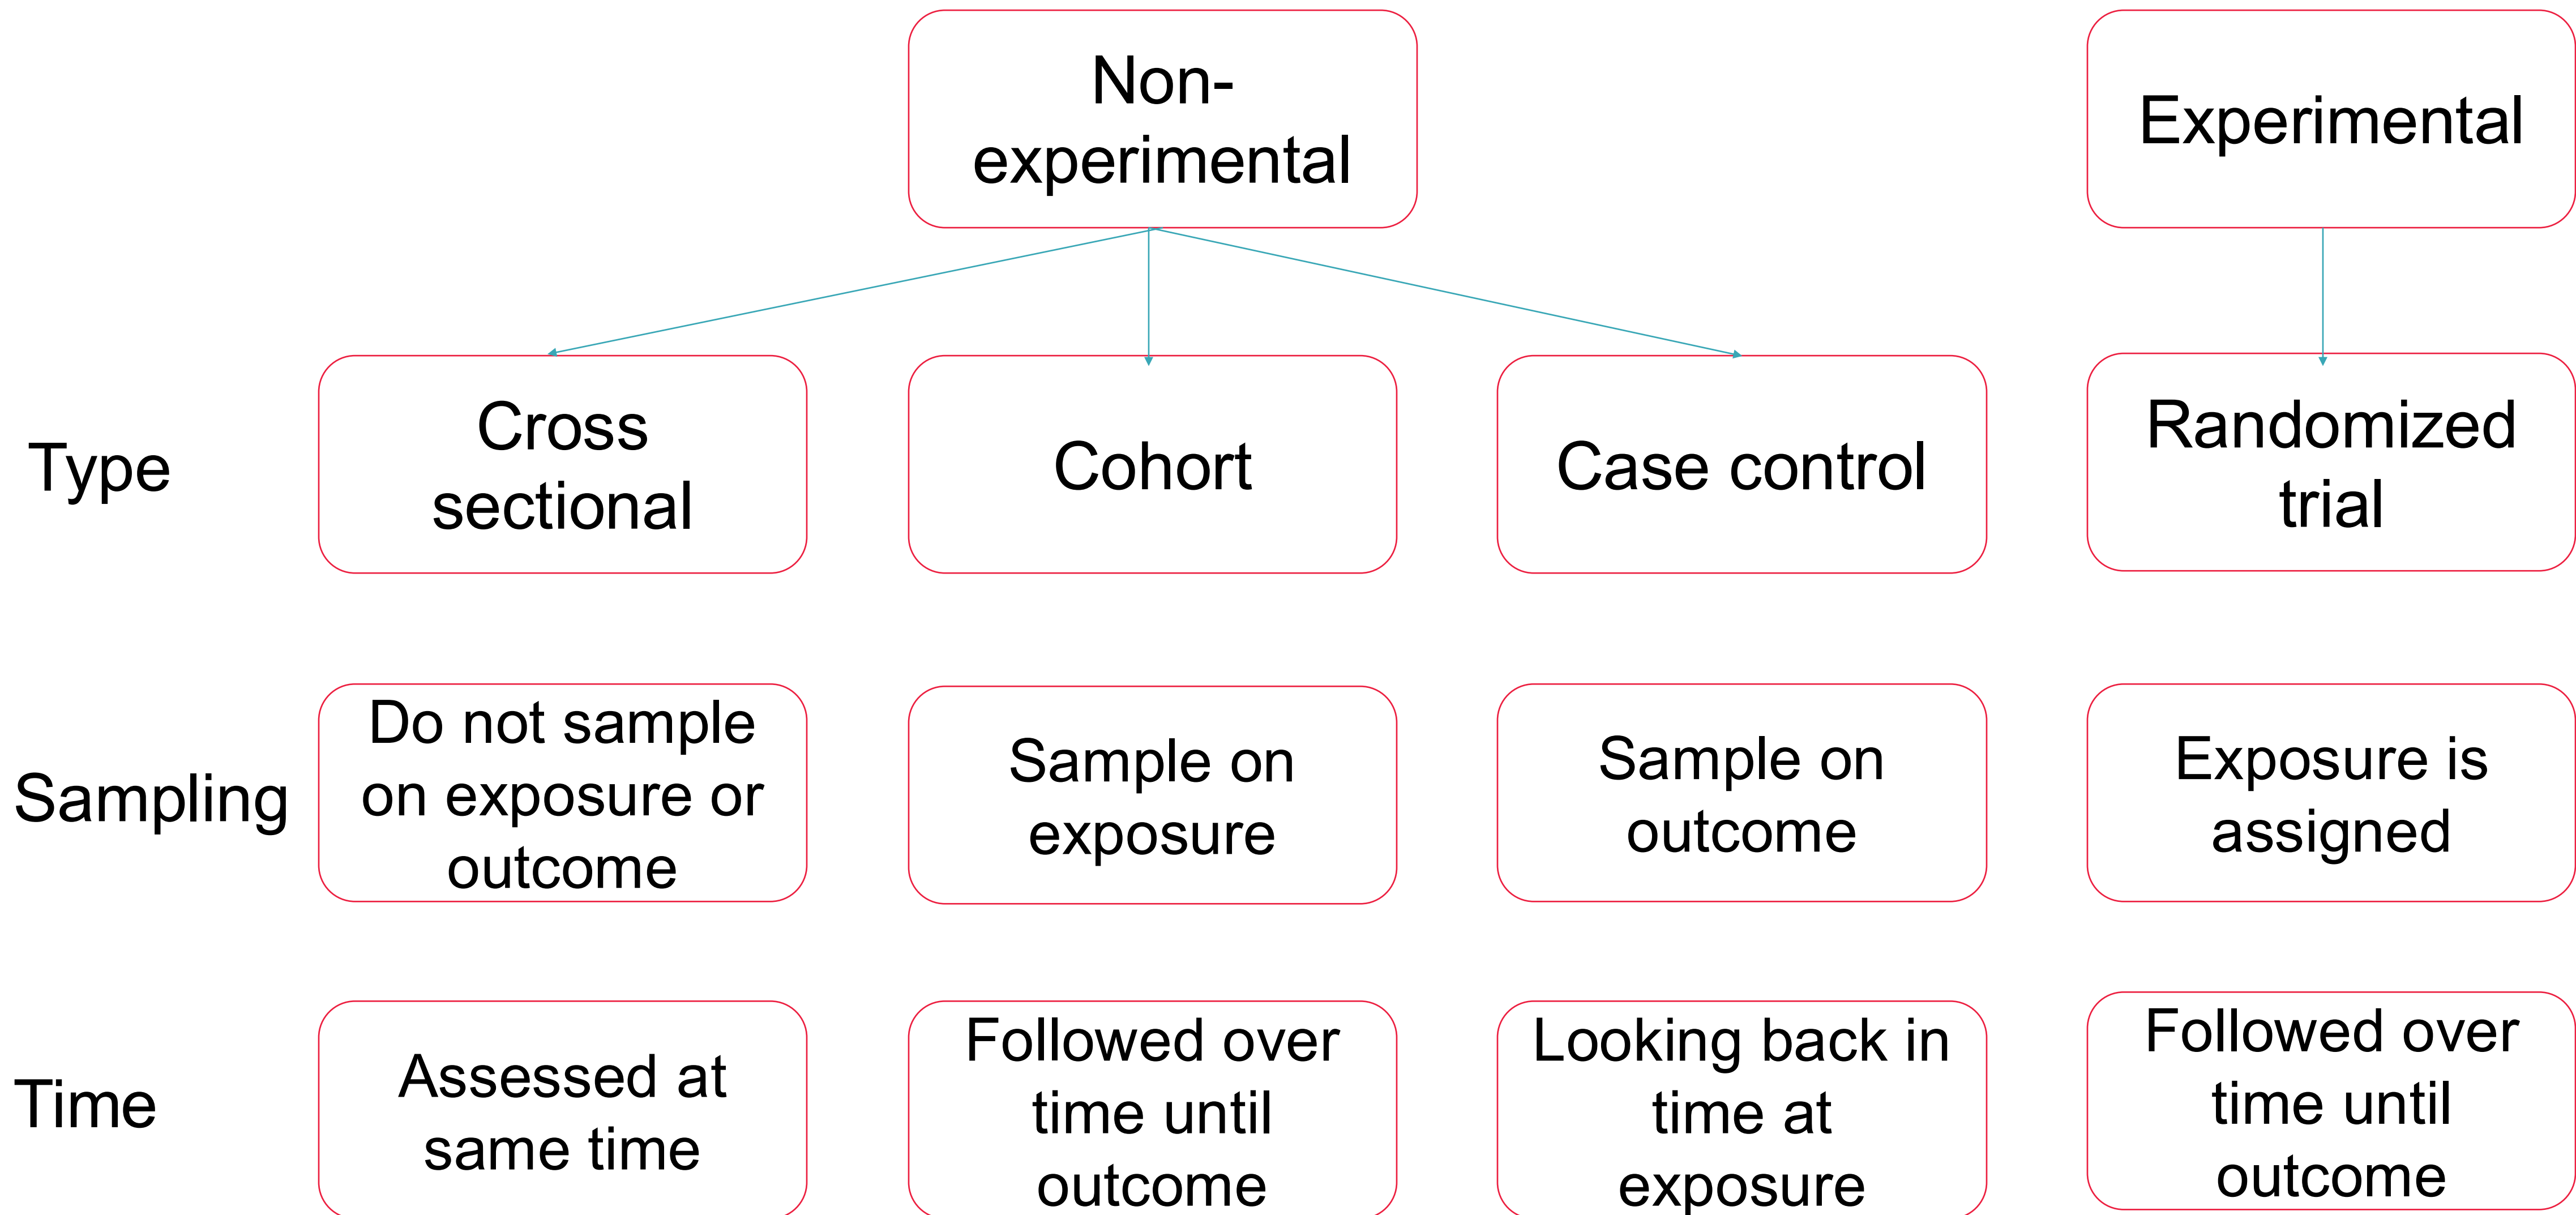 Non-
experimental
Experimental
Type
Cross
sectional
Cohort
Case control
Randomized
trial
Sampling
Do not sample
on exposure or
outcome
Sample on
exposure
Sample on
outcome
Exposure is
assigned
Time
Assessed at
same time
Followed over
time until
outcome
Looking back in
time at
exposure
Followed over
time until
outcome